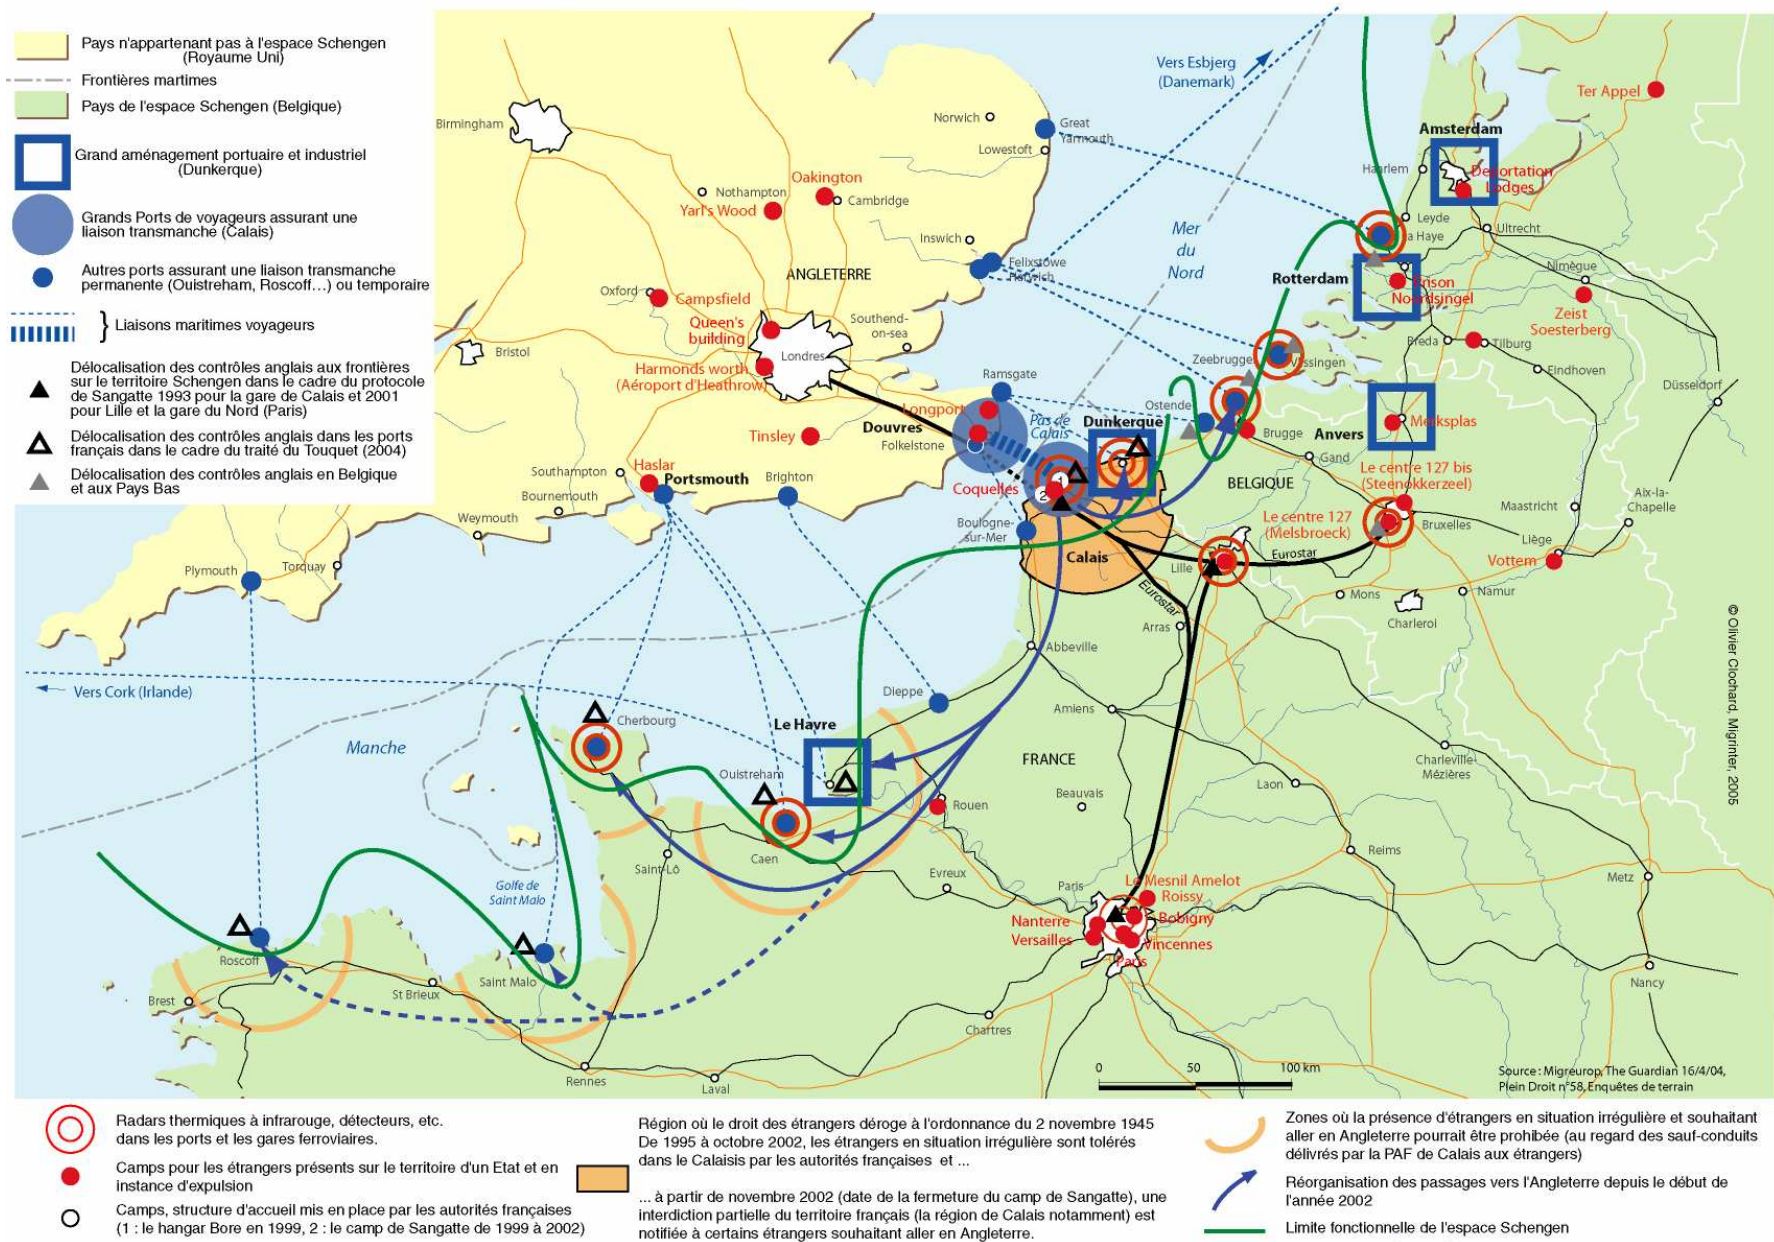 Pays n'appartenant pas à l'espace Schengen
(Royaume Uni)
Frontières martimes
Pays de l'espace Schengen (Belgique)
Grand aménagement portuaire et industriel
(Dunkerque)
Grands Ports de voyageurs assurant une
liaison transmanche (Calais)
Autres ports assurant une liaison transmanche
permanente (Ouistreham, Roscoff...) ou temporaire
} Liaisons maritimes voyageurs
Délocalisation des contrôles anglais aux frontières
sur le territoire Schengen dans le cadre du protocole
de Sangatte 1993 pour la gare de Calais et 2001
pour Lille et la gare du Nord (Paris)
Délocalisation des contrôles anglais dans les ports
français dans le cadre du traité du Touquet (2004)
Délocalisation des contrôles anglais en Belgique
et aux Pays Bas
Birmingham
Norwich
Lowestoft
Great
Yarmouth
Vers Esbjerg
(Danemark)
Ter Appel
Amsterdam
Haarlem
Deportation
Lodges
Nothampton
Oakington
Yarl's Wood
Cambridge
Leyde
la Haye
Ultrecht
Inswich
Felixstowe
Harwich
Mer
du
Nord
ANGLETERRE
Rotterdam
Prison
Noordsingel
Nimègue
Zeist
Soesterberg
Oxford
Campsfield
Queen's
building
Southend-
on-sea
Bristol
Londres
Harmonds worth
(Aéroport d'Heathrow)
Zeebrugge
Vlissingen
Breda
Tilburg
Eindhoven
Düsseldorf
Ramsgate
Longport
Pas de
Calais
Ostende
Dunkerque
Merksplas
Tinsley
Douvres
Folkelstone
Brugge
Anvers
Gand
Southampton
Haslar
Portsmouth
Brighton
Bournemouth
Weymouth
Coquelles
1
2
BELGIQUE
Le centre 127 bis
(Steenokkerzeel)
Maastricht
Aix-la-
Chapelle
Boulogne-
sur-Mer
Calais
Le centre 127
(Melsbroeck)
Bruxelles
Liège
Plymouth
Torquay
Lille
Eurostar
Vottem
Eurostar
Mons
Namur
Charleroi
Arras
Abbeville
Vers Cork (Irlande)
Dieppe
Amiens
Cherbourg
Le Havre
Manche
FRANCE
Charleville-
Mézières
Ouistreham
Laon
Beauvais
Rouen
Caen
Saint-Lô
Reims
Evreux
Metz
Golfe de
Saint Malo
Paris
Le Mesnil Amelot
Roissy
Nanterre
Bobigny
Versailles
Vincennes
Paris
Roscoff
Saint Malo
Brest
St Brieux
Nancy
Chartres
Rennes
Laval
0 50 100 km
© Olivier Clochard, Migrinter, 2005
Source : Migreurop, The Guardian 16/4/04,
Plein Droit n°58, Enquêtes de terrain
Radars thermiques à infrarouge, détecteurs, etc.
dans les ports et les gares ferroviaires.
Camps pour les étrangers présents sur le territoire d'un Etat et en
instance d'expulsion
Camps, structure d'accueil mis en place par les autorités françaises
(1 : le hangar Bore en 1999, 2 : le camp de Sangatte de 1999 à 2002)
Région où le droit des étrangers déroge à l'ordonnance du 2 novembre 1945
De 1995 à octobre 2002, les étrangers en situation irrégulière sont tolérés
dans le Calaisis par les autorités françaises et ...
... à partir de novembre 2002 (date de la fermeture du camp de Sangatte), une
interdiction partielle du territoire français (la région de Calais notamment) est
notifiée à certains étrangers souhaitant aller en Angleterre.
Zones où la présence d'étrangers en situation irrégulière et souhaitant
aller en Angleterre pourrait être prohibée (au regard des sauf-conduits
délivrés par la PAF de Calais aux étrangers)
Réorganisation des passages vers l'Angleterre depuis le début de
l'année 2002
Limite fonctionnelle de l'espace Schengen